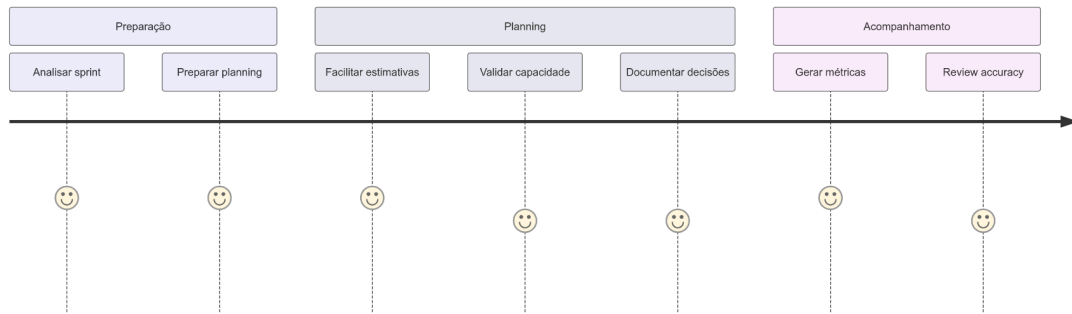 Preparação
Planning
Acompanhamento
Analisar sprint
Preparar planning
Facilitar estimativas
Validar capacidade
Documentar decisões
Gerar métricas
Review accuracy